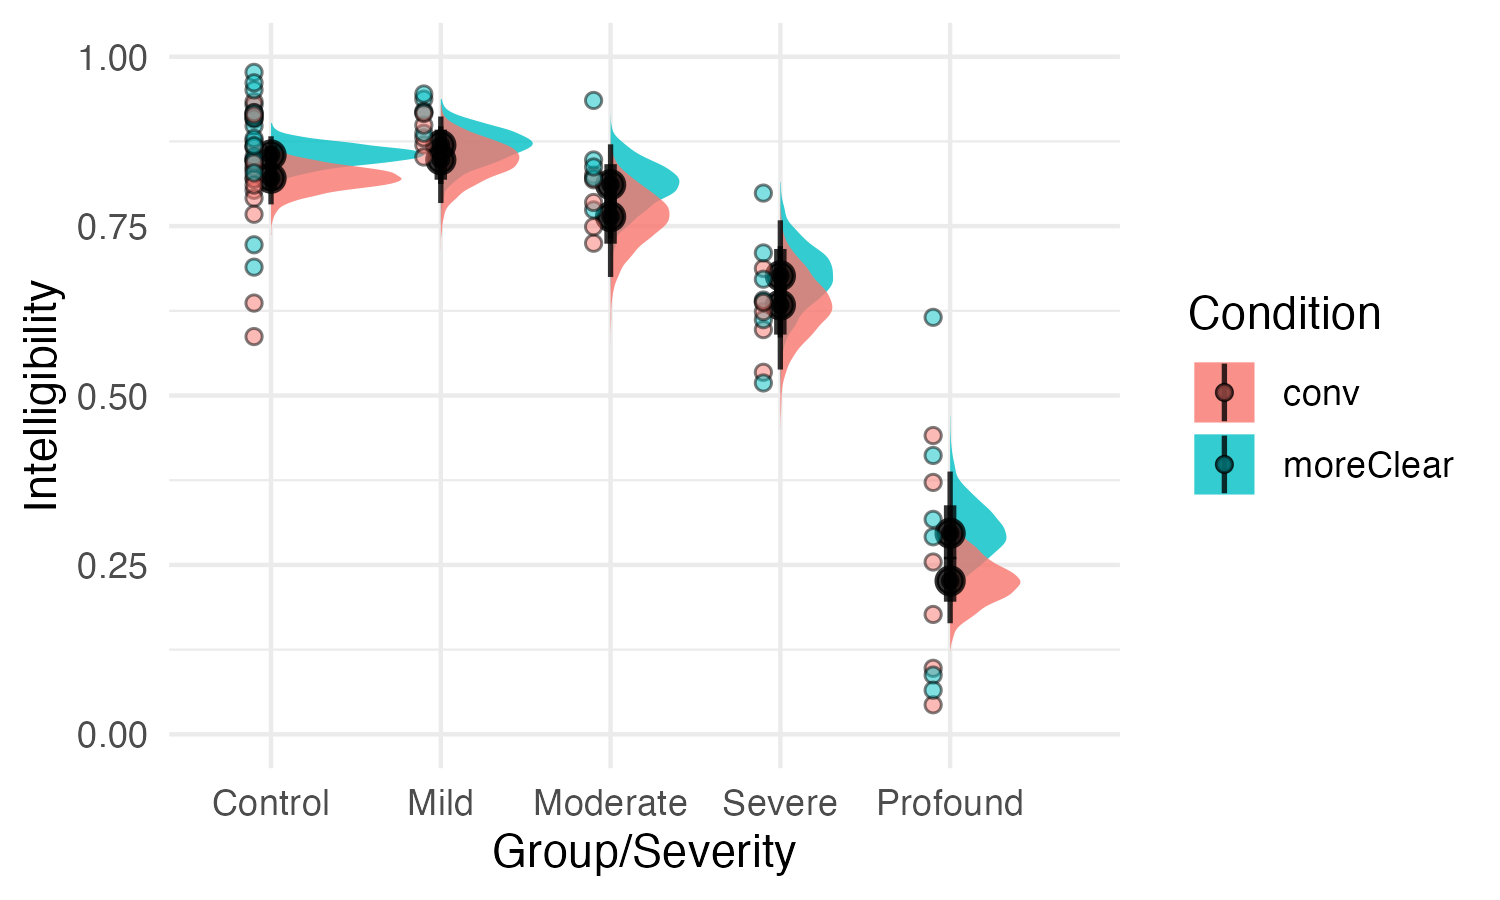 1.00
0.75
0.50
0.25
0.00
Intelligibility
Control Mild Moderate Severe Profound
Group/Severity
Condition
conv
moreClear